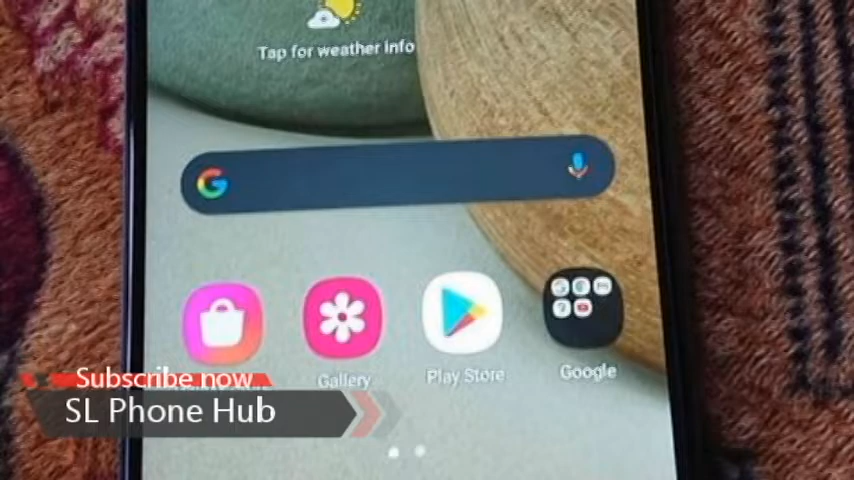 Tap for weather info
Gallery
Play Store
Google
Subscribe now
SL Phone Hub